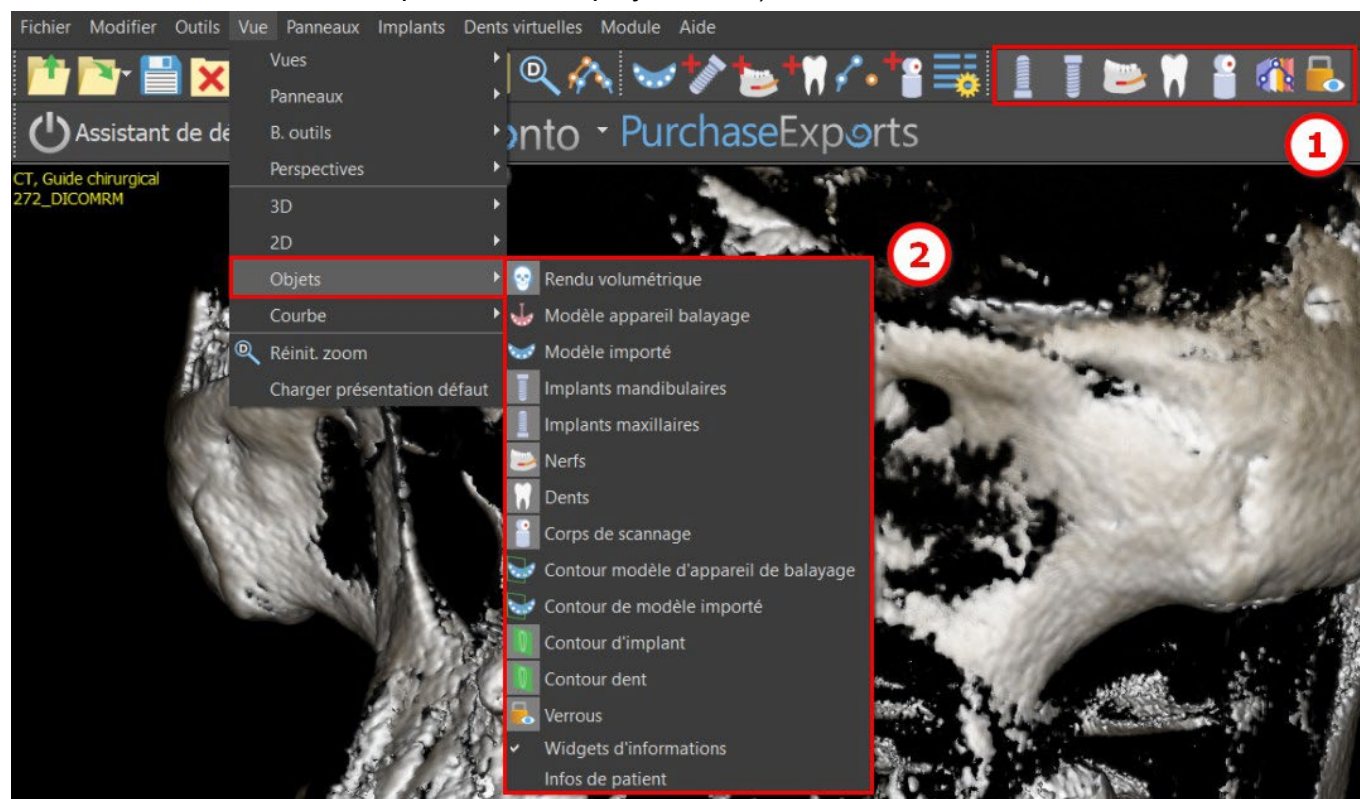 Fichier Modifier Outils Vue Panneaux Implants Dents virtuelles Module Aide
Vues
Panneaux
B. outils
Perspectives
3D
2D
Objets
Courbe
Réinit. zoom
Charger présentation défaut
D
Assistant de dé
onto PurchaseExports
1
CT, Guide chirurgical
272_DICOMRM
2
Rendu volumétrique
Modèle appareil balayage
Modèle importé
Implants mandibulaires
Implants maxillaires
Nerfs
Dents
Corps de scannage
Contour modèle d'appareil de balayage
Contour de modèle importé
Contour d'implant
Contour dent
Verrous
Widgets d'informations
Infos de patient